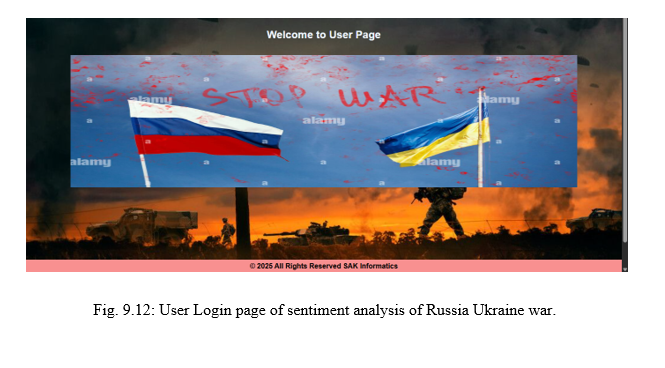 Welcome to User Page
STOP WAR
alamy
alamy
alamy
alamy
alamy
© 2025 All Rights Reserved SAK Informatics
Fig. 9.12: User Login page of sentiment analysis of Russia Ukraine war.